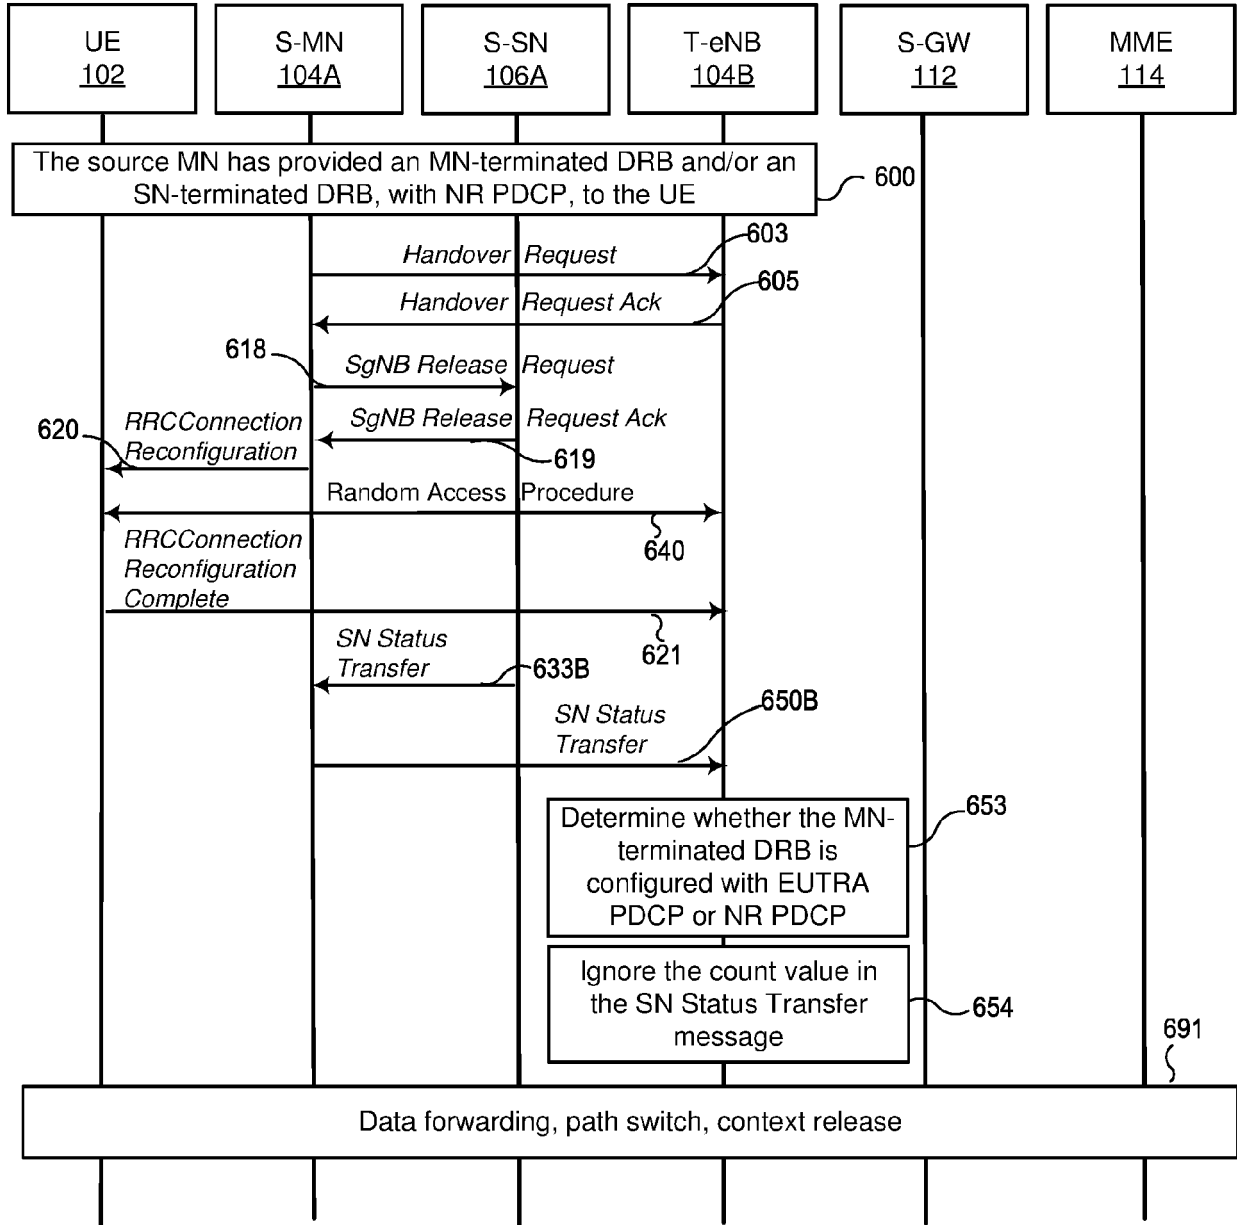 UE
102
S-MN
104A
S-SN
106A
T-eNB
104B
S-GW
112
MME
114
The source MN has provided an MN-terminated DRB and/or an
SN-terminated DRB, with NR PDCP, to the UE
600
603
Handover Request
605
Handover Request Ack
618
SgNB Release Request
620
RRCConnection
Reconfiguration
SgNB Release Request Ack
619
Random Access Procedure
640
RRCConnection
Reconfiguration
Complete
621
SN Status
Transfer
633B
650B
SN Status
Transfer
653
Determine whether the MN-
terminated DRB is
configured with EUTRA
PDCP or NR PDCP
Ignore the count value in
the SN Status Transfer
message
654
691
Data forwarding, path switch, context release